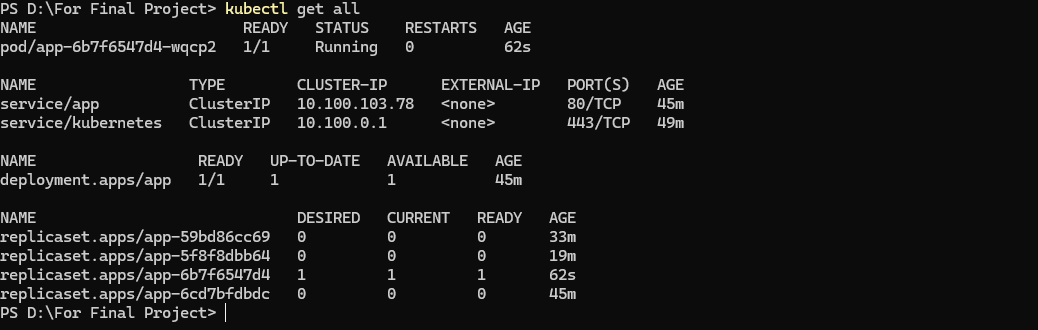 PS D:\For Final Project> kubectl get all
NAME                       READY   STATUS    RESTARTS   AGE
pod/app-6b7f6547d4-wqcp2   1/1     Running   0          62s

NAME                 TYPE        CLUSTER-IP      EXTERNAL-IP   PORT(S)   AGE
service/app          ClusterIP   10.100.103.78   <none>        80/TCP    45m
service/kubernetes   ClusterIP   10.100.0.1      <none>        443/TCP   49m

NAME                  READY   UP-TO-DATE   AVAILABLE   AGE
deployment.apps/app   1/1     1            1           45m

NAME                             DESIRED   CURRENT   READY   AGE
replicaset.apps/app-59bd86cc69   0         0         0       33m
replicaset.apps/app-5f8f8dbb64   0         0         0       19m
replicaset.apps/app-6b7f6547d4   1         1         1       62s
replicaset.apps/app-6cd7bfdbdc   0         0         0       45m
PS D:\For Final Project>